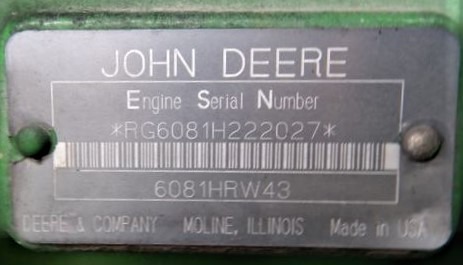 JOHN DEERE
Engine Serial Number
*RG6081H222027*
6081HRW43
DEERE & COMPANY MOLINE, ILLINOIS Made in USA